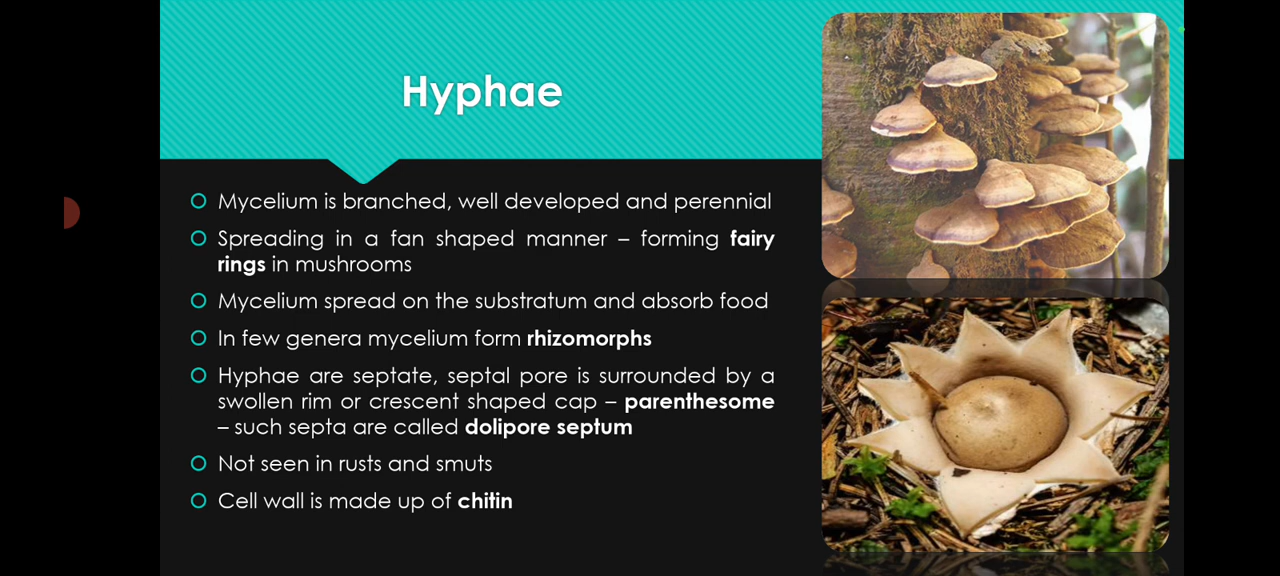 Hyphae
Mycelium is branched, well developed and perennial
Spreading in a fan shaped manner – forming fairy
rings in mushrooms
Mycelium spread on the substratum and absorb food
In few genera mycelium form rhizomorphs
Hyphae are septate, septal pore is surrounded by a
swollen rim or crescent shaped cap – parenthesome
– such septa are called dolipore septum
Not seen in rusts and smuts
Cell wall is made up of chitin